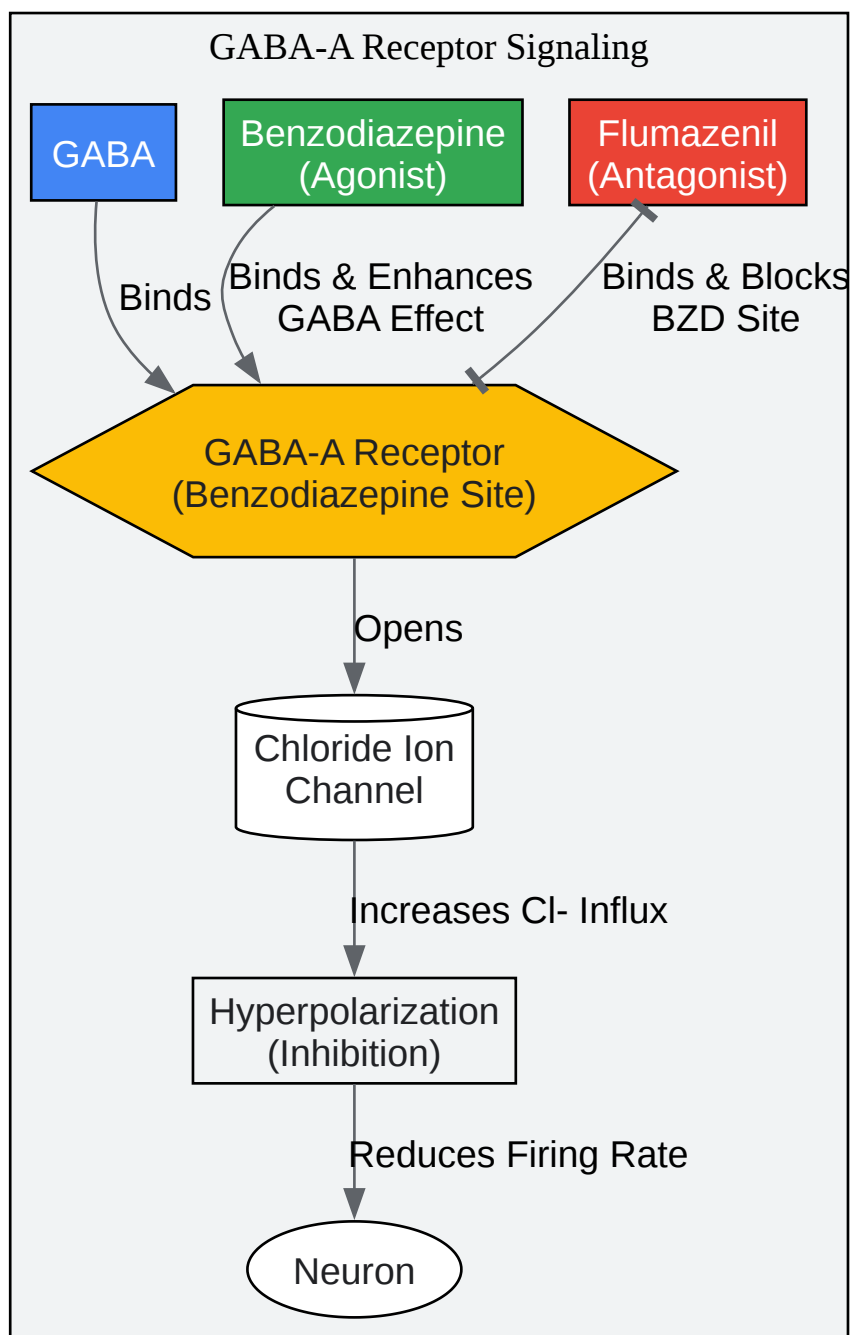 GABA-A Receptor Signaling
GABA
Benzodiazepine
(Agonist)
Flumazenil
(Antagonist)
Binds
Binds & Enhances
GABA Effect
Binds & Blocks
BZD Site
GABA-A Receptor
(Benzodiazepine Site)
Opens
Chloride Ion
Channel
Increases Cl- Influx
Hyperpolarization
(Inhibition)
Reduces Firing Rate
Neuron